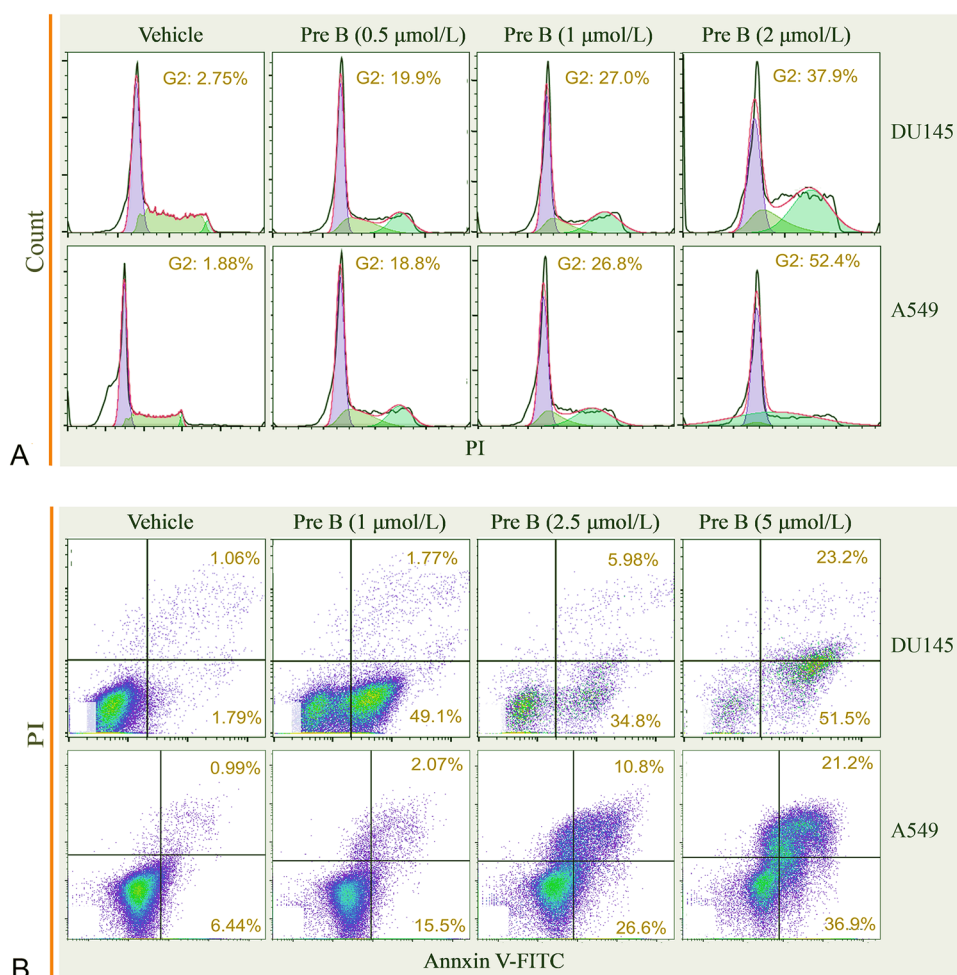 Vehicle Pre B (0.5 μmol/L) Pre B (1 μmol/L) Pre B (2 μmol/L)
G2: 2.75% G2: 19.9% G2: 27.0% G2: 37.9%
DU145
Count
G2: 1.88% G2: 18.8% G2: 26.8% G2: 52.4%
A549
PI
A
Vehicle Pre B (1 μmol/L) Pre B (2.5 μmol/L) Pre B (5 μmol/L)
1.06% 1.77% 5.98% 23.2%
DU145
1.79% 49.1% 34.8% 51.5%
PI
0.99% 2.07% 10.8% 21.2%
A549
6.44% 15.5% 26.6% 36.9%
Annxin V-FITC
B